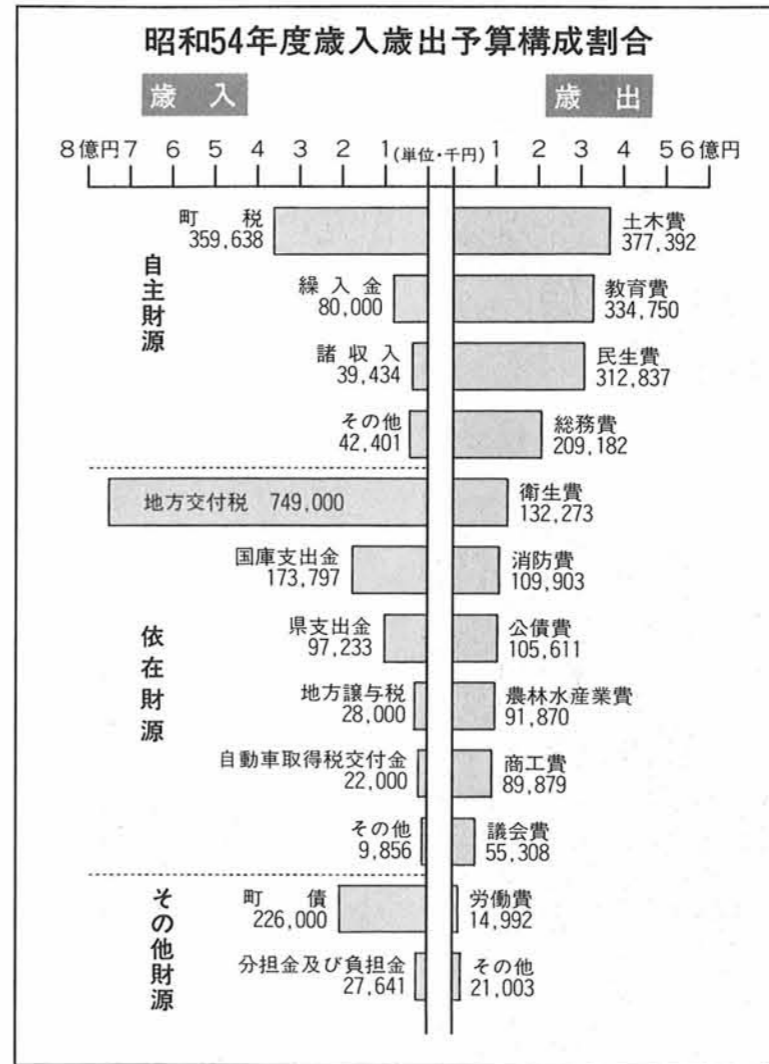 昭和54年度歳入歳出予算構成割合
歳入
歳出
8億円 7 6 5 4 3 2 1 (単位・千円) 1 2 3 4 5 6億円
自主財源
町税
359,638
繰入金
80,000
諸収入
39,434
その他
42,401
依在財源
地方交付税 749,000
国庫支出金
173,797
県支出金
97,233
地方譲与税
28,000
自動車取得税交付金
22,000
その他
9,856
その他財源
町債
226,000
分担金及び負担金
27,641
土木費
377,392
教育費
334,750
民生費
312,837
総務費
209,182
衛生費
132,273
消防費
109,903
公債費
105,611
農林水産業費
91,870
商工費
89,879
議会費
55,308
労働費
14,992
その他
21,003